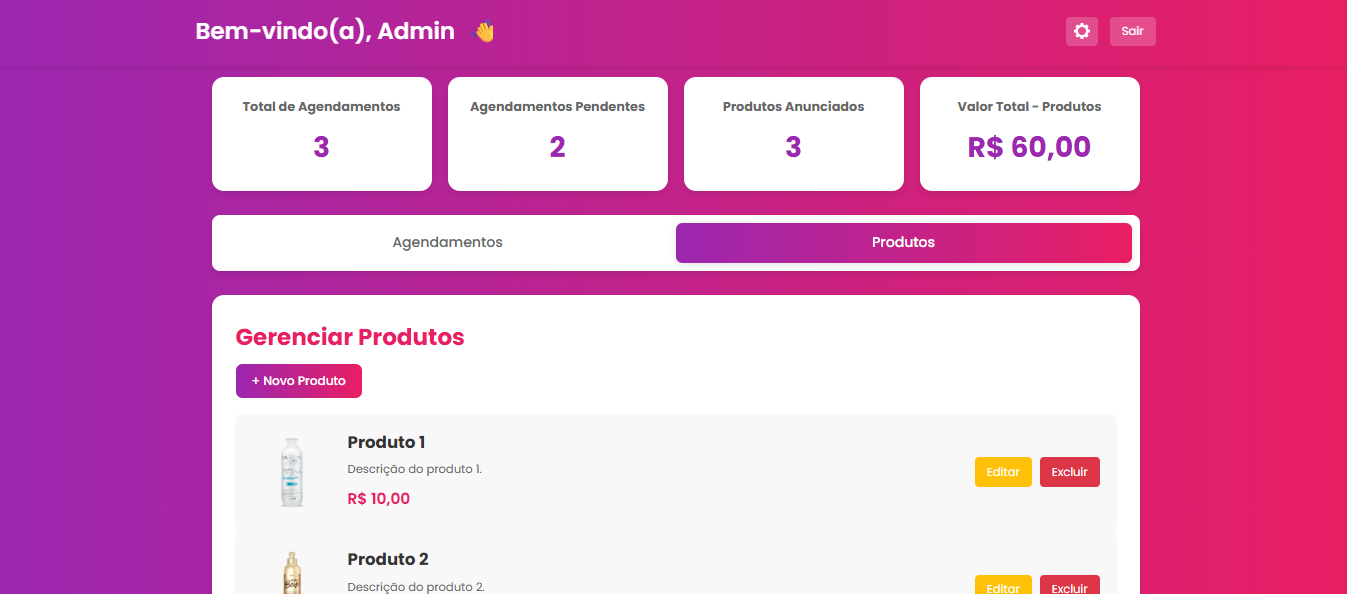 Bem-vindo(a), Admin 👋
Sair
Total de Agendamentos
3
Agendamentos Pendentes
2
Produtos Anunciados
3
Valor Total - Produtos
R$ 60,00
Agendamentos
Produtos
Gerenciar Produtos
+ Novo Produto
Produto 1
Descrição do produto 1.
R$ 10,00
Editar
Excluir
Produto 2
Descrição do produto 2.
Editar
Excluir